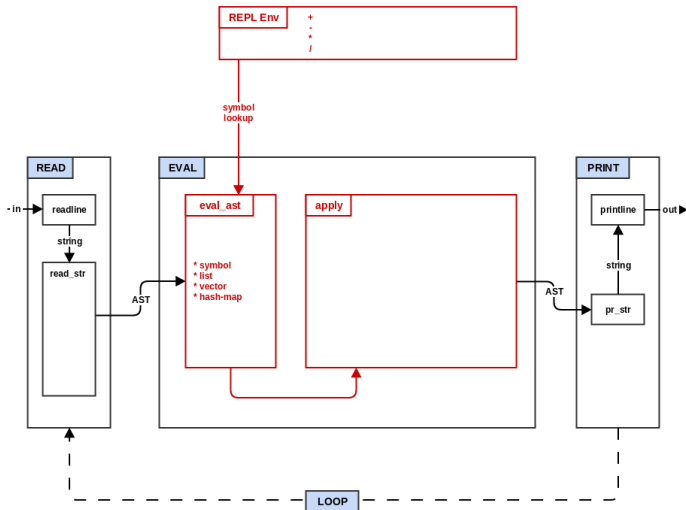 REPL Env
+
-
*
/
symbol
lookup
READ
EVAL
PRINT
- in
readline
string
read_str
AST
eval_ast
* symbol
* list
* vector
* hash-map
apply
AST
printline
out
string
pr_str
LOOP